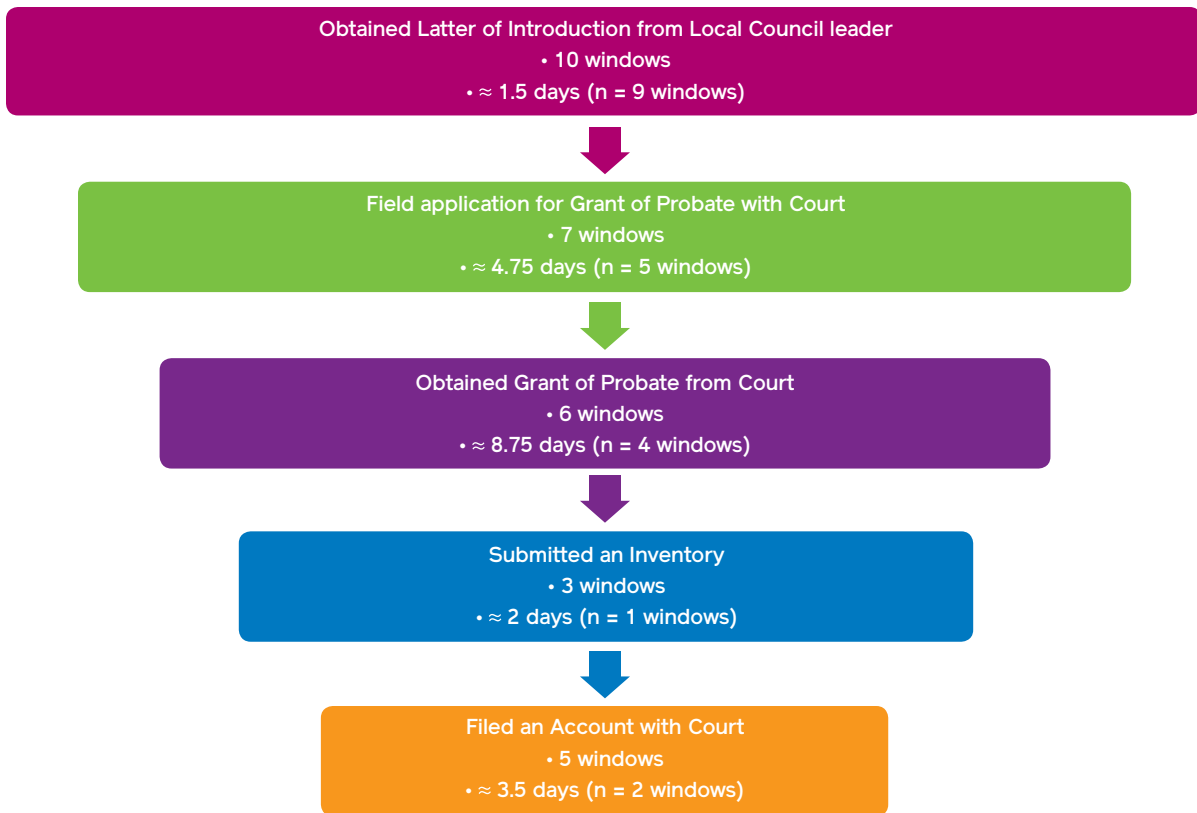 Obtained Latter of Introduction from Local Council leader
• 10 windows
• ≈ 1.5 days (n = 9 windows)
Field application for Grant of Probate with Court
• 7 windows
• ≈ 4.75 days (n = 5 windows)
Obtained Grant of Probate from Court
• 6 windows
• ≈ 8.75 days (n = 4 windows)
Submitted an Inventory
• 3 windows
• ≈ 2 days (n = 1 windows)
Filed an Account with Court
• 5 windows
• ≈ 3.5 days (n = 2 windows)